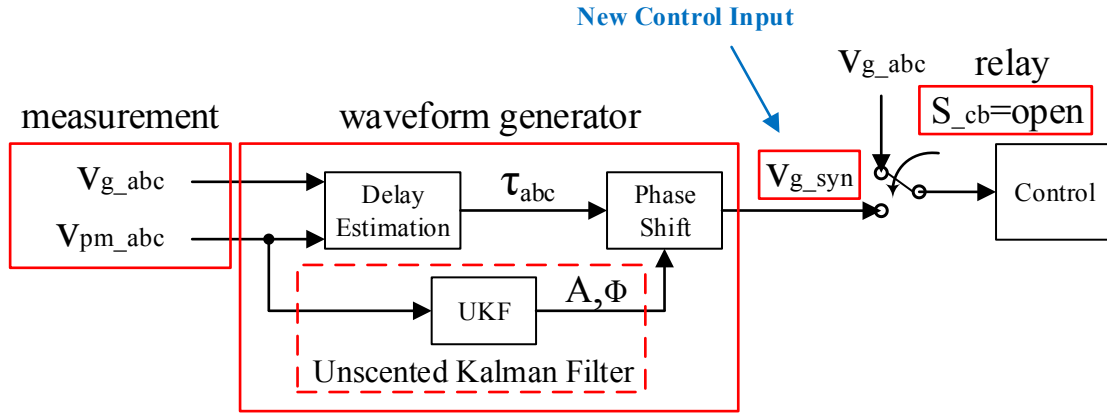 New Control Input
Vg_abc
relay
measurement
waveform generator
S_cb=open
Vg_abc
Vpm_abc
Delay
Estimation
τabc
Phase
Shift
Vg_syn
Control
UKF
A,Φ
Unscented Kalman Filter